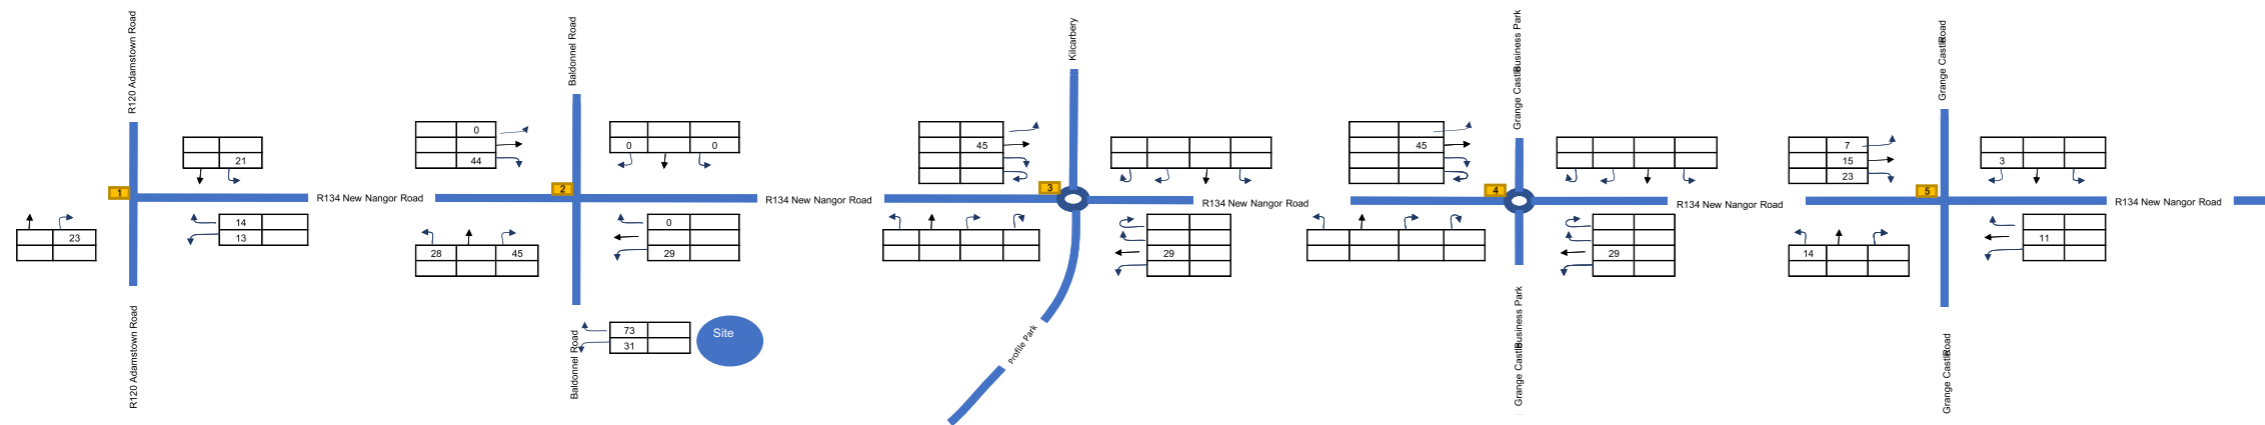 R120 Adamstown Road
21
1
R134 New Nangor Road
14
13
23
R120 Adamstown Road
Baldonnel Road
0
44
0 0
2
R134 New Nangor Road
0
29
28 45
73
31
Site
Baldonnel Road
Kilcarbery
45
3
R134 New Nangor Road
29
Profile Park
Grange Castle Business Park
45
4
R134 New Nangor Road
29
Grange Castle Business Park
Grange Castle Road
7
15
23
3
5
R134 New Nangor Road
11
14
Grange Castle Road